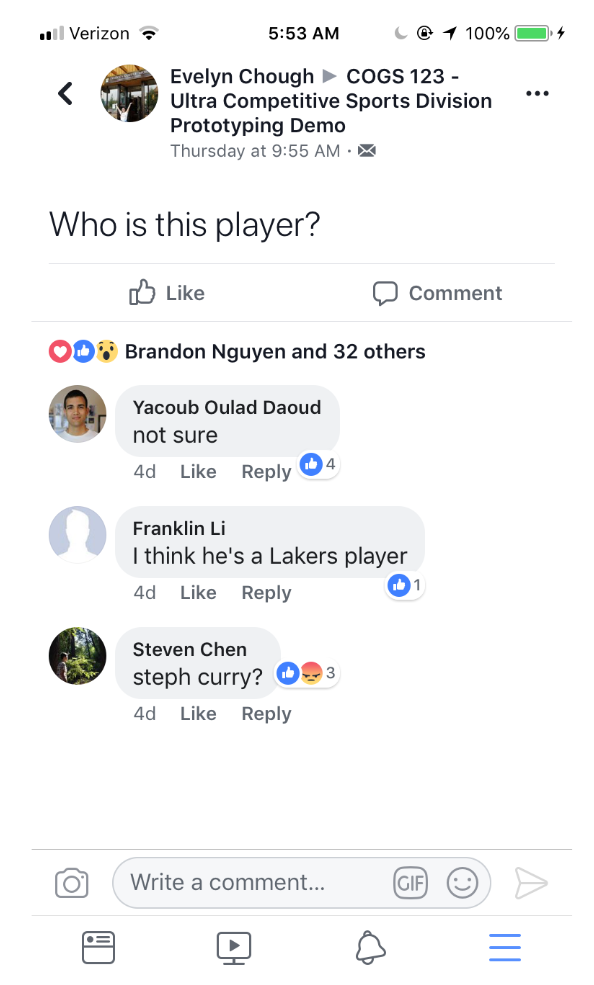 Verizon 5:53 AM 100%
Evelyn Chough ▶ COGS 123 -
Ultra Competitive Sports Division
Prototyping Demo
Thursday at 9:55 AM ·
Who is this player?
Like Comment
Brandon Nguyen and 32 others
Yacoub Oulad Daoud
not sure
4d Like Reply 4
Franklin Li
I think he's a Lakers player
4d Like Reply 1
Steven Chen
steph curry? 3
4d Like Reply
Write a comment... GIF